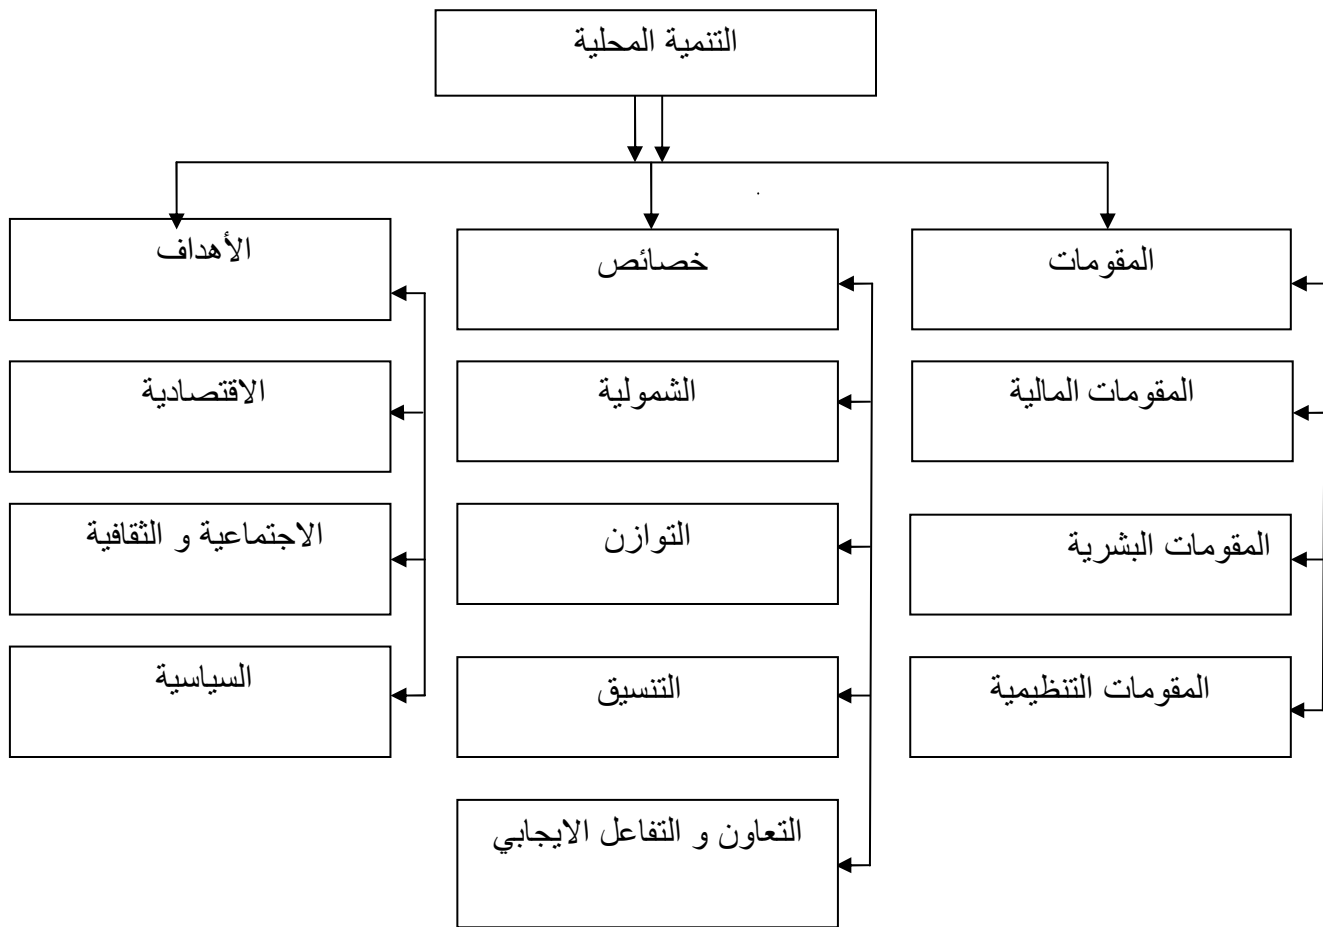 التنمية المحلية
المقومات
خصائص
الأهداف
المقومات المالية
الشمولية
الاقتصادية
المقومات البشرية
التوازن
الاجتماعية و الثقافية
المقومات التنظيمية
التنسيق
السياسية
التعاون و التفاعل الايجابي